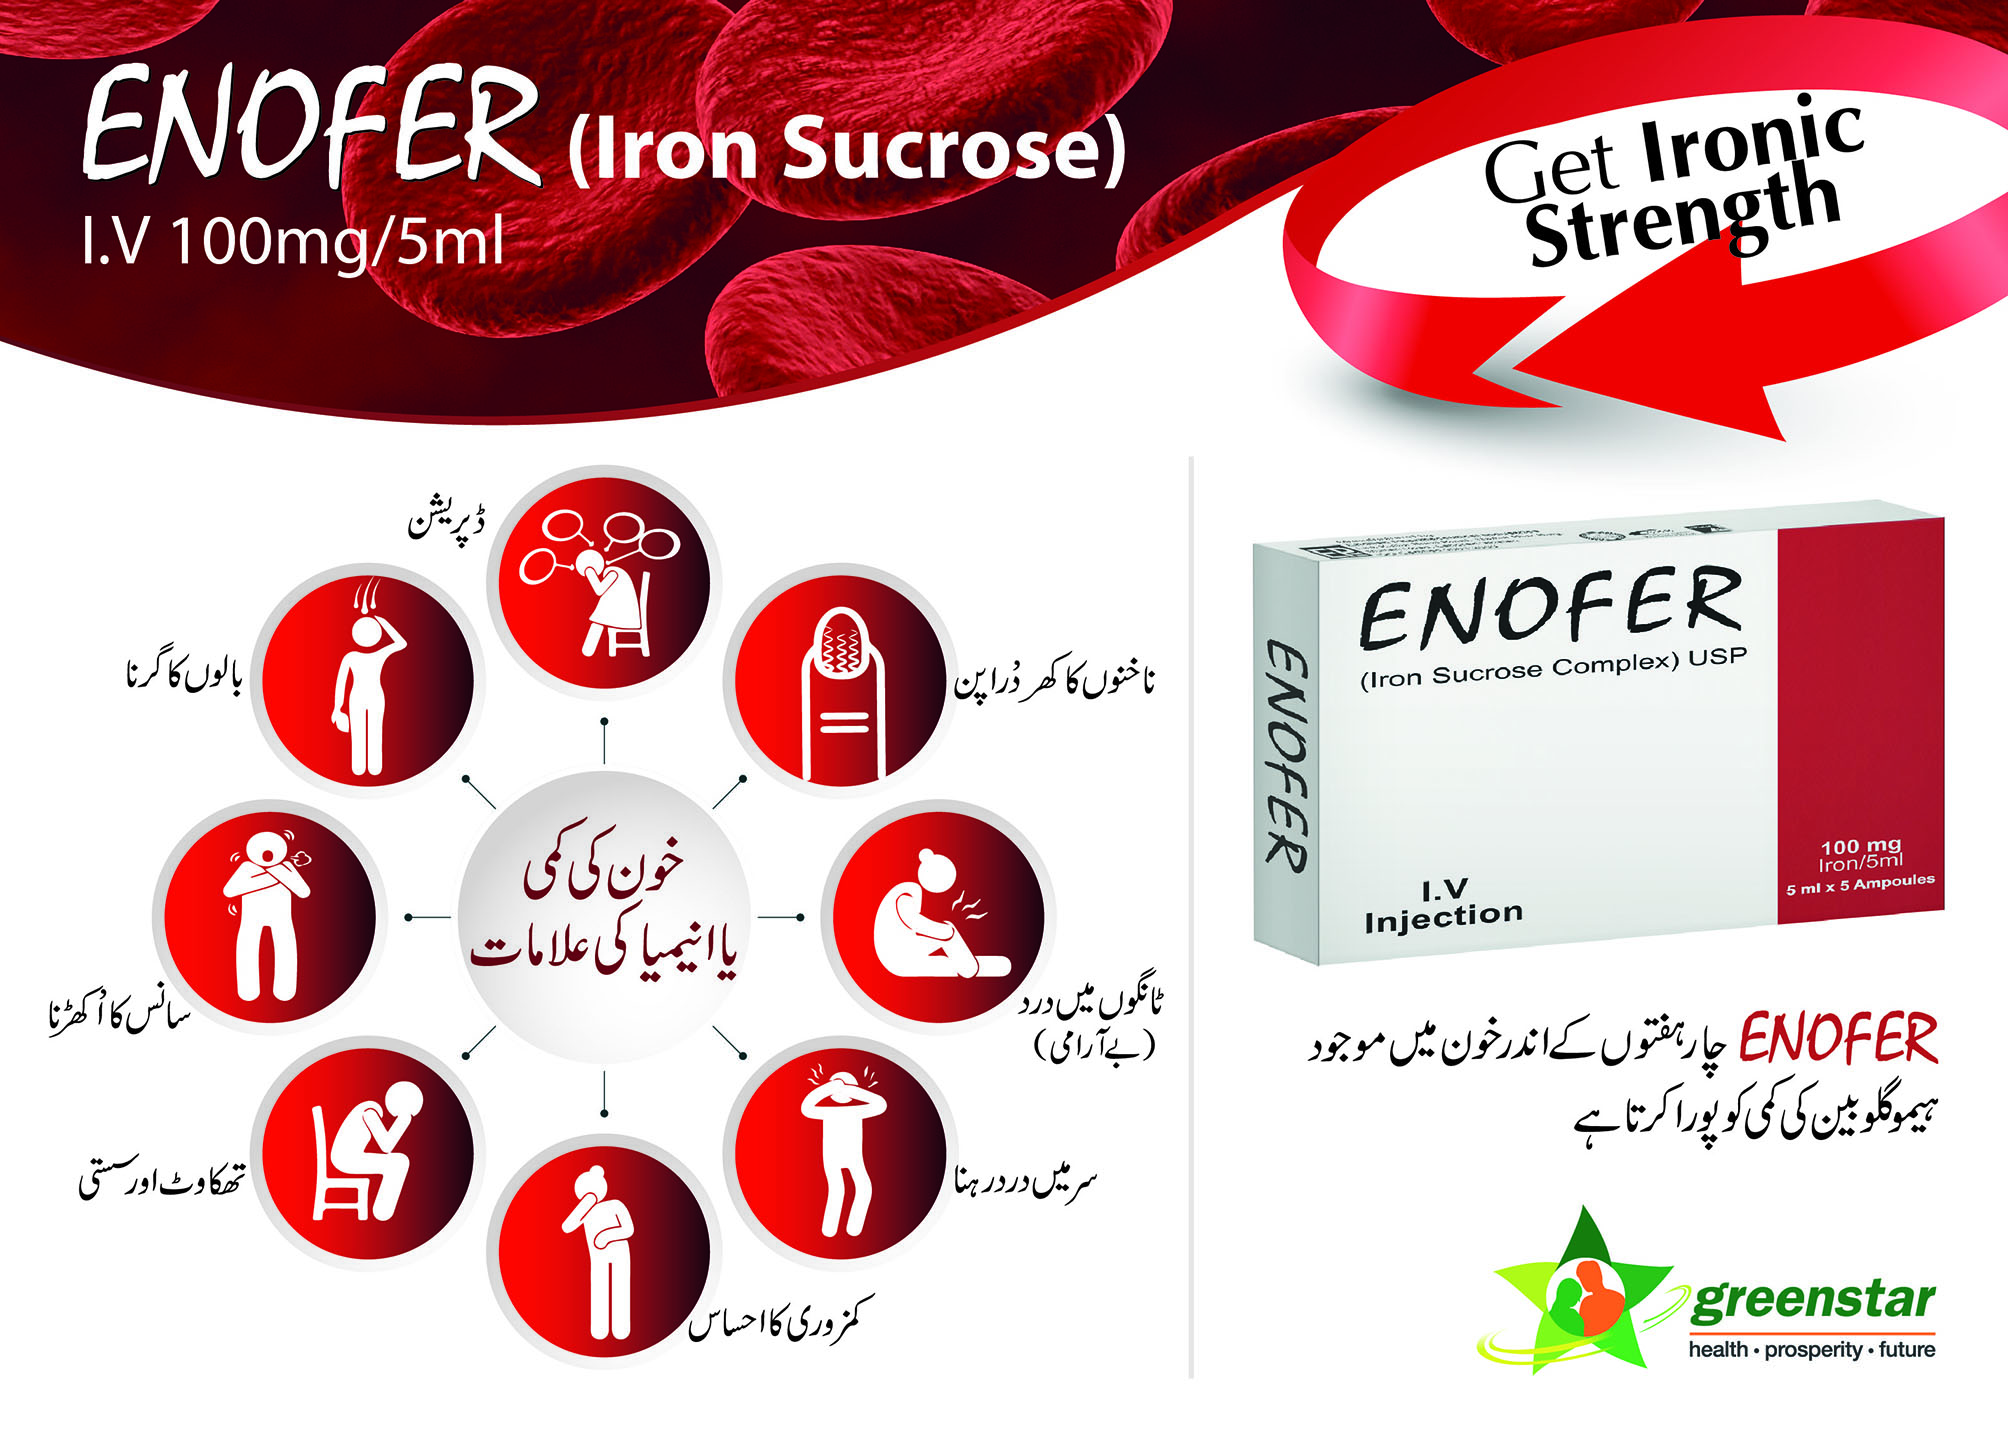 ENOFER (Iron Sucrose)
I.V 100mg/5ml
Get Ironic
Strength
ڈپریشن
ناخنوں کا کھردُرا پن
بالوں کا گرنا
خون کی کمی
یا انیمیا کی علامات
سانس کا اُکھڑنا
ٹانگوں میں درد
(بے آرامی)
تھکاوٹ اور سستی
سر میں درد رہنا
کمزوری کا احساس
ENOFER
ENOFER
(Iron Sucrose Complex) USP
I.V
Injection
100 mg
Iron/5ml
5 ml x 5 Ampoules
ENOFER چار ہفتوں کے اندر خون میں موجود
ہیموگلوبین کی کمی کو پورا کرتا ہے
greenstar
health • prosperity • future